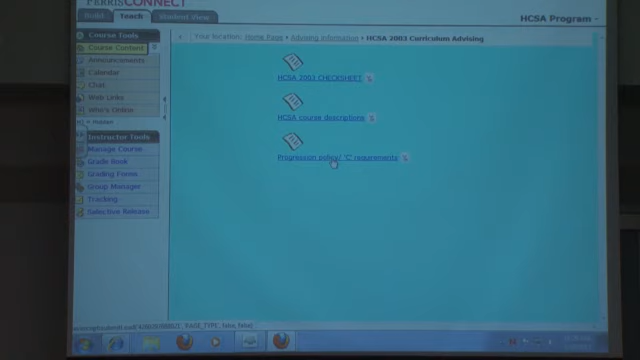 FERRISCONNECT
Build Teach Student View
HCSA Program -
Course Tools
Your location: Home Page > Advising Information > HCSA 2003 Curriculum Advising
Course Content
Announcements
Calendar
Chat
Web Links
Who's Online
= Hidden
Instructor Tools
Manage Course
Grade Book
Grading Forms
Group Manager
Tracking
Selective Release
HCSA 2003 CHECKSHEET
HCSA course descriptions
Progression policy/ 'C' requirements